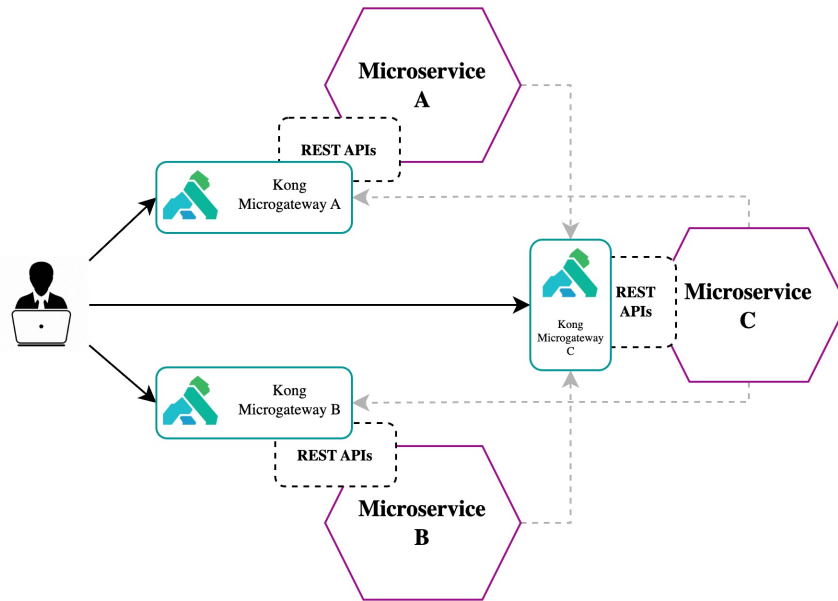 Microservice
A
REST APIs
Kong
Microgateway A
REST
APIs
Kong
Microgateway
C
Microservice
C
Kong
Microgateway B
REST APIs
Microservice
B